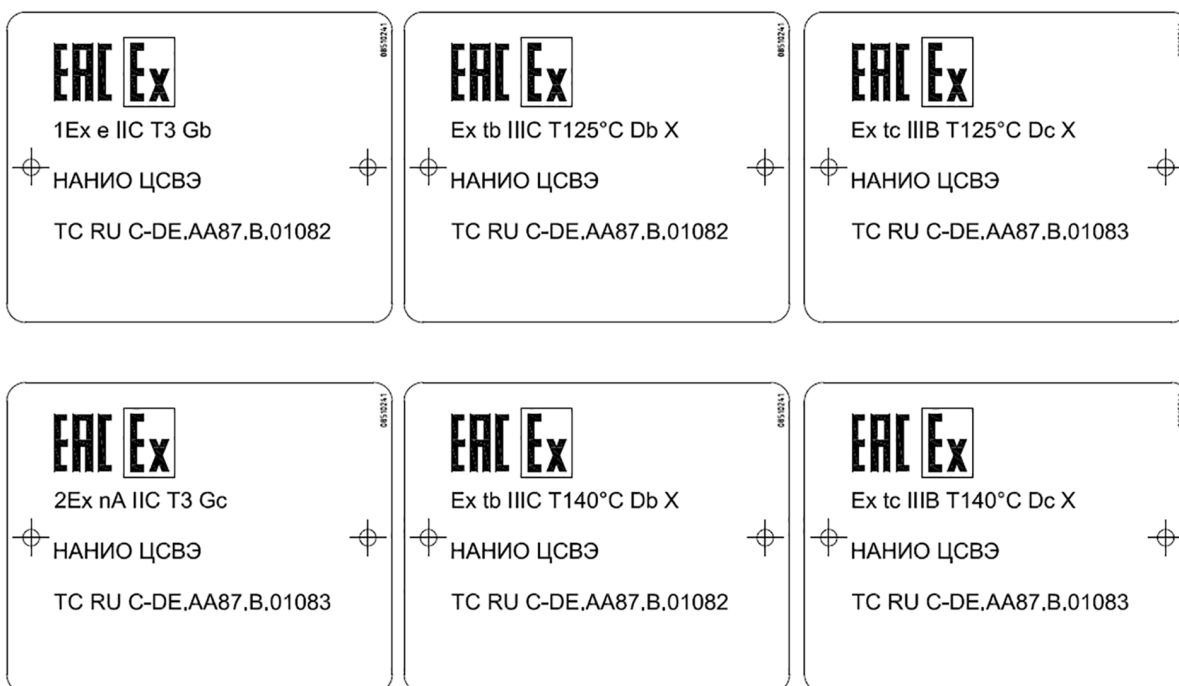 EAC Ex
08510241
1Ex e IIC T3 Gb
НАНИО ЦСВЭ
TC RU C-DE.AA87.B.01082
EAC Ex
08510241
Ex tb IIIC T125°C Db X
НАНИО ЦСВЭ
TC RU C-DE.AA87.B.01082
EAC Ex
Ex tc IIIB T125°C Dc X
НАНИО ЦСВЭ
TC RU C-DE.AA87.B.01083
EAC Ex
08510241
2Ex nA IIC T3 Gc
НАНИО ЦСВЭ
TC RU C-DE.AA87.B.01083
EAC Ex
08510241
Ex tb IIIC T140°C Db X
НАНИО ЦСВЭ
TC RU C-DE.AA87.B.01082
EAC Ex
Ex tc IIIB T140°C Dc X
НАНИО ЦСВЭ
TC RU C-DE.AA87.B.01083